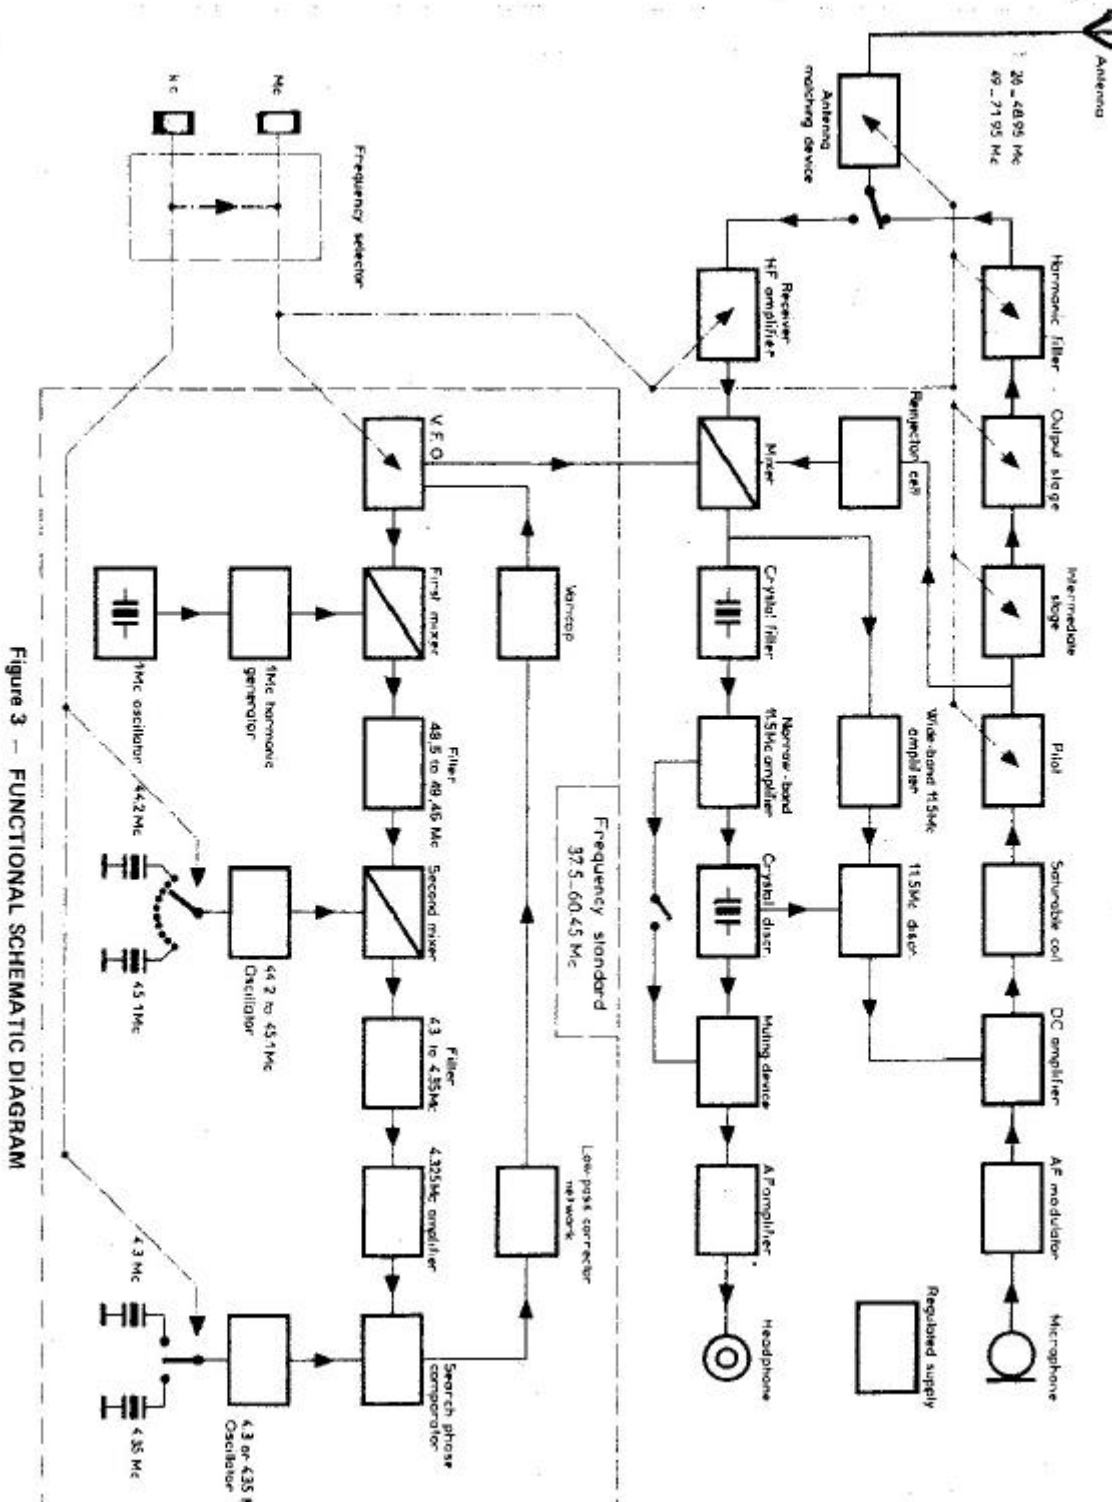 Antenna
26 - 48.95 Mc
49 - 71.95 Mc
Antenna
matching device
Harmonic filter - Output stage
Intermediate
stage
Pilot
Saturable coil
DC amplifier
AF modulator
Microphone
Reinjection cell
Wide-band 11.5Mc
amplifier
11.5Mc discr.
Regulated supply
Receiver
HF amplifier
Mixer
Crystal filter
Narrow-band
11.5Mc amplifier
Crystal discr.
Muting device
AF amplifier
Headphone
Frequency standard
37.5-60.45 Mc
Varicap
Low-pass corrector
network
Mc
kc
Frequency selector
V.F.O.
First mixer
Filter
48,5 to 49,45 Mc
Second mixer
Filter
4.3 to 4.35Mc
4.325Mc amplifier
Search phase
comparator
1Mc harmonic
generator
44.2 to 45.1Mc
Oscillator
4.3 or 4.35
Oscillator
1Mc oscillator
44.2Mc
45.1Mc
4.3 Mc
4.35 Mc
Figure 3 — FUNCTIONAL SCHEMATIC DIAGRAM